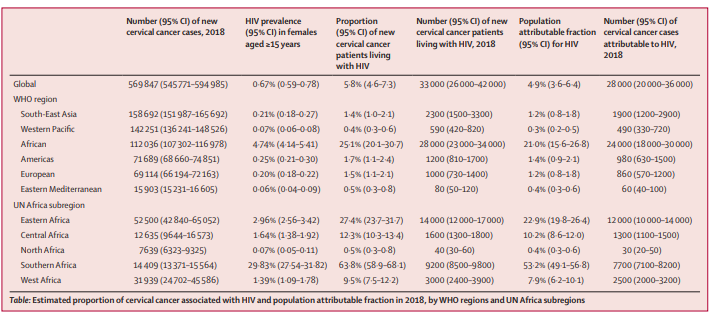 Number (95% CI) of new cervical cancer cases, 2018 HIV prevalence (95% CI) in females aged ≥15 years Proportion (95% CI) of new cervical cancer patients living with HIV Number (95% CI) of new cervical cancer patients living with HIV, 2018 Population attributable fraction (95% CI) for HIV Number (95% CI) of cervical cancer cases attributable to HIV, 2018
Global 569 847 (545 771–594 985) 0·67% (0·59–0·78) 5·8% (4·6–7·3) 33 000 (26 000–42 000) 4·9% (3·6–6·4) 28 000 (20 000–36 000)
WHO region
South-East Asia 158 692 (151 987–165 692) 0·21% (0·18–0·27) 1·4% (1·0–2·1) 2300 (1500–3300) 1·2% (0·8–1·8) 1900 (1200–2900)
Western Pacific 142 251 (136 241–148 526) 0·07% (0·06–0·08) 0·4% (0·3–0·6) 590 (420–820) 0·3% (0·2–0·5) 490 (330–720)
African 112 036 (107 302–116 978) 4·74% (4·14–5·41) 25·1% (20·1–30·7) 28 000 (23 000–34 000) 21·0% (15·6–26·8) 24 000 (18 000–30 000)
Americas 71 689 (68 660–74 851) 0·25% (0·21–0·30) 1·7% (1·1–2·4) 1200 (810–1700) 1·4% (0·9–2·1) 980 (630–1500)
European 69 114 (66 194–72 163) 0·20% (0·18–0·22) 1·5% (1·1–2·1) 1000 (730–1400) 1·2% (0·8–1·8) 860 (570–1200)
Eastern Mediterranean 15 903 (15 231–16 605) 0·06% (0·04–0·09) 0·5% (0·3–0·8) 80 (50–120) 0·4% (0·3–0·6) 60 (40–100)
UN Africa subregion
Eastern Africa 52 500 (42 840–65 052) 2·96% (2·56–3·42) 27·4% (23·7–31·7) 14 000 (12 000–17 000) 22·9% (19·8–26·4) 12 000 (10 000–14 000)
Central Africa 12 635 (9644–16 573) 1·64% (1·38–1·92) 12·3% (10·3–13·4) 1600 (1300–1800) 10·2% (8·6–12·0) 1300 (1100–1500)
North Africa 7639 (6323–9325) 0·07% (0·05–0·11) 0·5% (0·3–0·8) 40 (30–60) 0·4% (0·3–0·6) 30 (20–50)
Southern Africa 14 409 (13 371–15 564) 29·83% (27·54–31·82) 63·8% (58·9–68·1) 9200 (8500–9800) 53·2% (49·1–56·8) 7700 (7100–8200)
West Africa 31 939 (24 702–45 586) 1·39% (1·09–1·78) 9·5% (7·5–12·2) 3000 (2400–3900) 7·9% (6·2–10·1) 2500 (2000–3200)
Table: Estimated proportion of cervical cancer associated with HIV and population attributable fraction in 2018, by WHO regions and UN Africa subregions